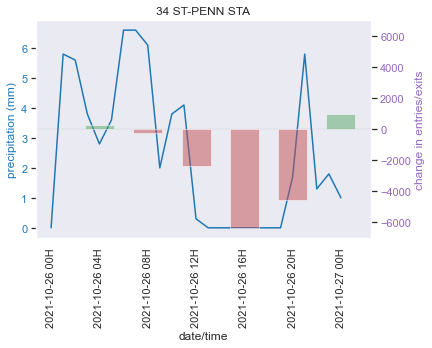 34 ST-PENN STA
precipitation (mm)
6
5
4
3
2
1
0
6000
4000
2000
0
−2000
−4000
−6000
change in entries/exits
2021-10-26 00H
2021-10-26 04H
2021-10-26 08H
2021-10-26 12H
2021-10-26 16H
2021-10-26 20H
2021-10-27 00H
date/time